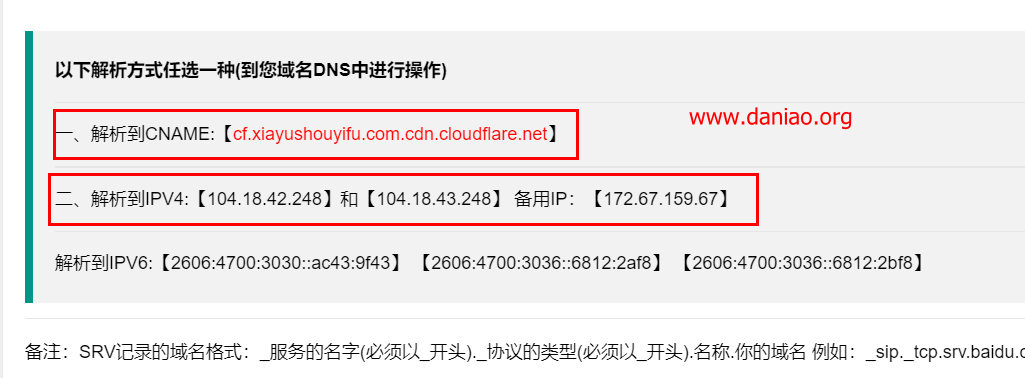 以下解析方式任选一种(到您域名DNS中进行操作)
www.daniao.org
一、解析到CNAME:【cf.xiayushouyifu.com.cdn.cloudflare.net】
二、解析到IPV4:【104.18.42.248】和【104.18.43.248】 备用IP：【172.67.159.67】
解析到IPV6:【2606:4700:3030::ac43:9f43】 【2606:4700:3036::6812:2af8】 【2606:4700:3036::6812:2bf8】
备注：SRV记录的域名格式：_服务的名字(必须以_开头)._协议的类型(必须以_开头).名称.你的域名 例如：_sip._tcp.srv.baidu.c